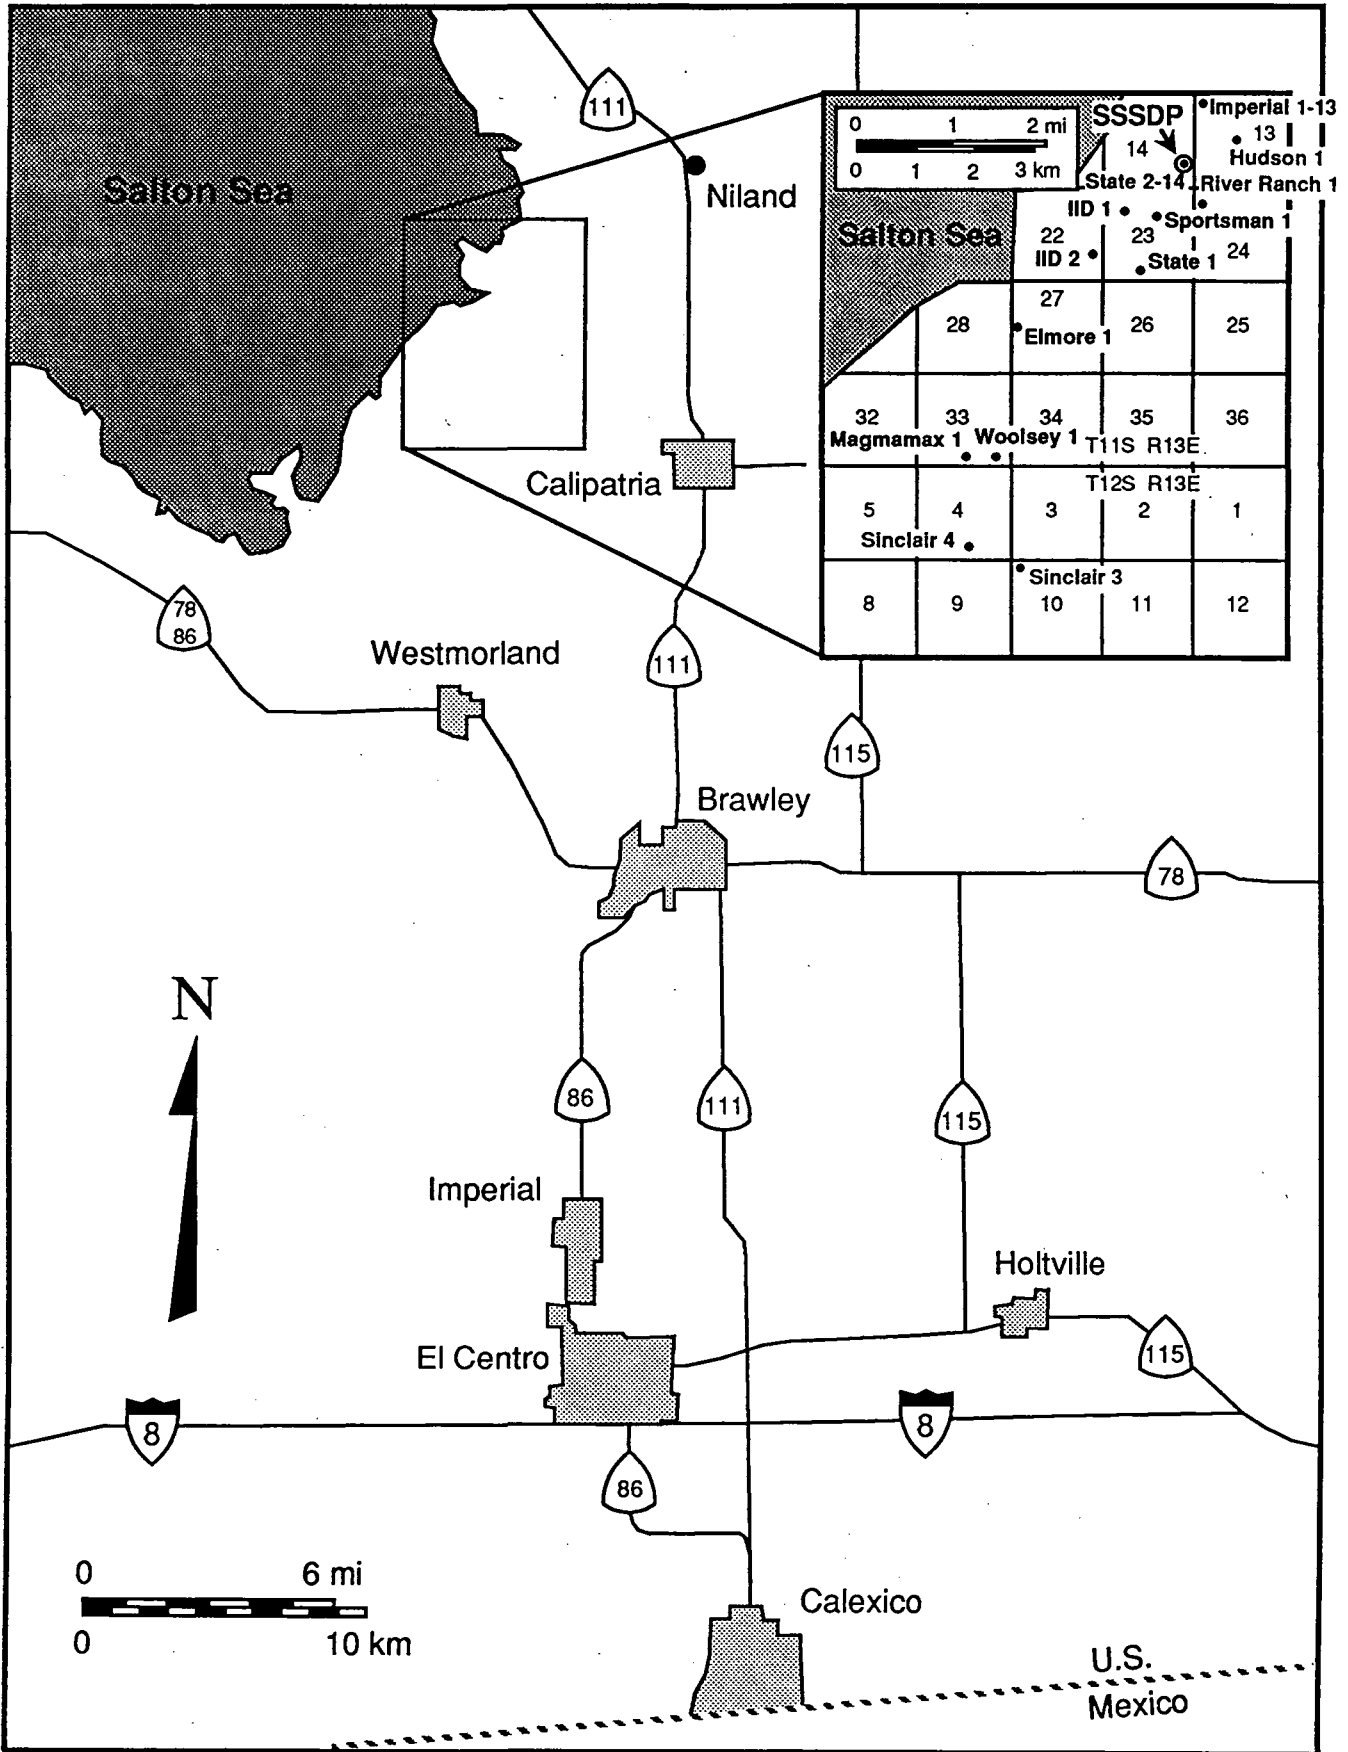 111
Salton Sea
Niland
0 1 2 mi
0 1 2 3 km
SSSDP
Imperial 1-13
14
13
Hudson 1
State 2-14
River Ranch 1
IID 1
Sportsman 1
Salton Sea
22
23
24
IID 2
State 1
27
28
26
25
Elmore 1
32
33
34
35
36
Magmamax 1
Woolsey 1
T11S R13E
T12S R13E
5
4
3
2
1
Sinclair 4
Sinclair 3
8
9
10
11
12
Calipatria
78
86
Westmorland
111
115
Brawley
78
N
86
111
115
Imperial
Holtville
El Centro
115
8
8
86
0 6 mi
0 10 km
Calexico
U.S.
Mexico